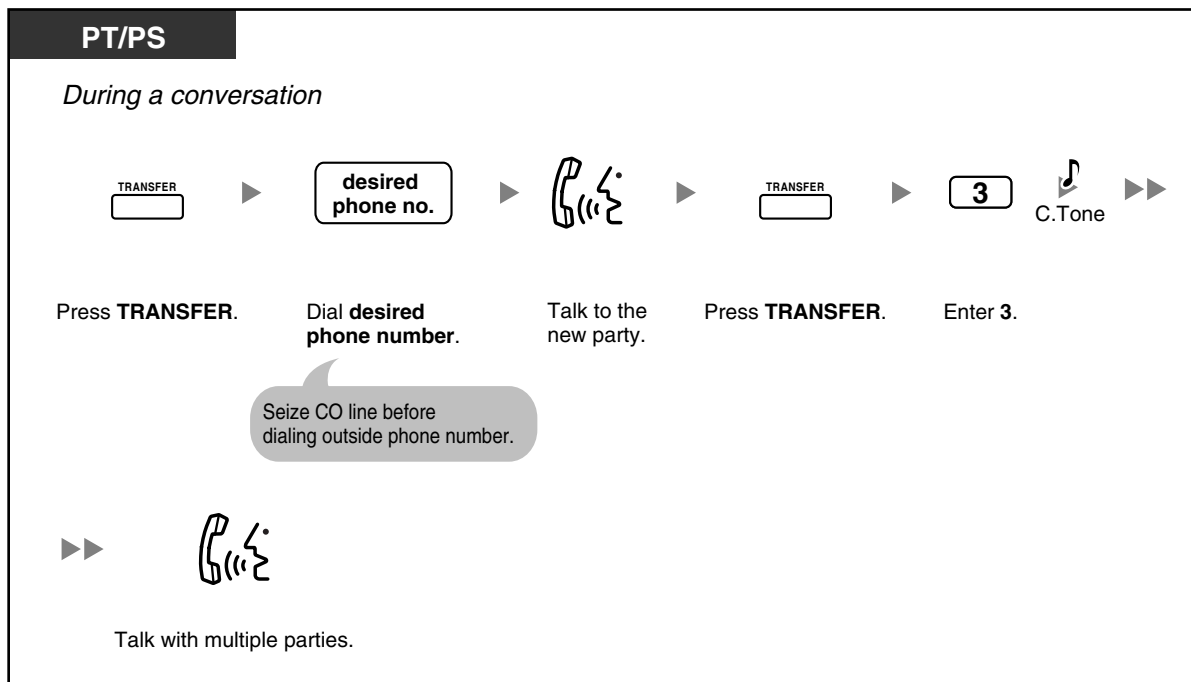 PT/PS
During a conversation
TRANSFER
desired
phone no.
TRANSFER
3
C.Tone
Press TRANSFER.
Dial desired
phone number.
Talk to the
new party.
Press TRANSFER.
Enter 3.
Seize CO line before
dialing outside phone number.
Talk with multiple parties.